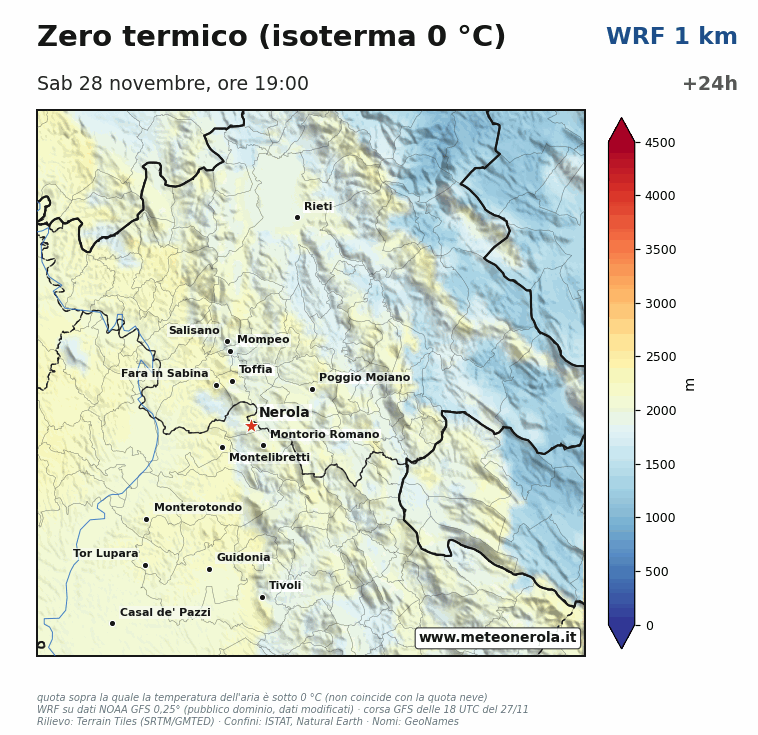 Zero termico (isoterma 0 °C)
WRF 1 km
Sab 28 novembre, ore 19:00
+24h
4500
4000
3500
3000
2500
2000
1500
1000
500
0
m
Rieti
Salisano
Mompeo
Fara in Sabina
Toffia
Poggio Moiano
Nerola
Montorio Romano
Montelibretti
Monterotondo
Tor Lupara
Guidonia
Tivoli
Casal de' Pazzi
www.meteonerola.it
quota sopra la quale la temperatura dell'aria è sotto 0 °C (non coincide con la quota neve)
WRF su dati NOAA GFS 0,25° (pubblico dominio, dati modificati) · corsa GFS delle 18 UTC del 27/11
Rilievo: Terrain Tiles (SRTM/GMTED) · Confini: ISTAT, Natural Earth · Nomi: GeoNames